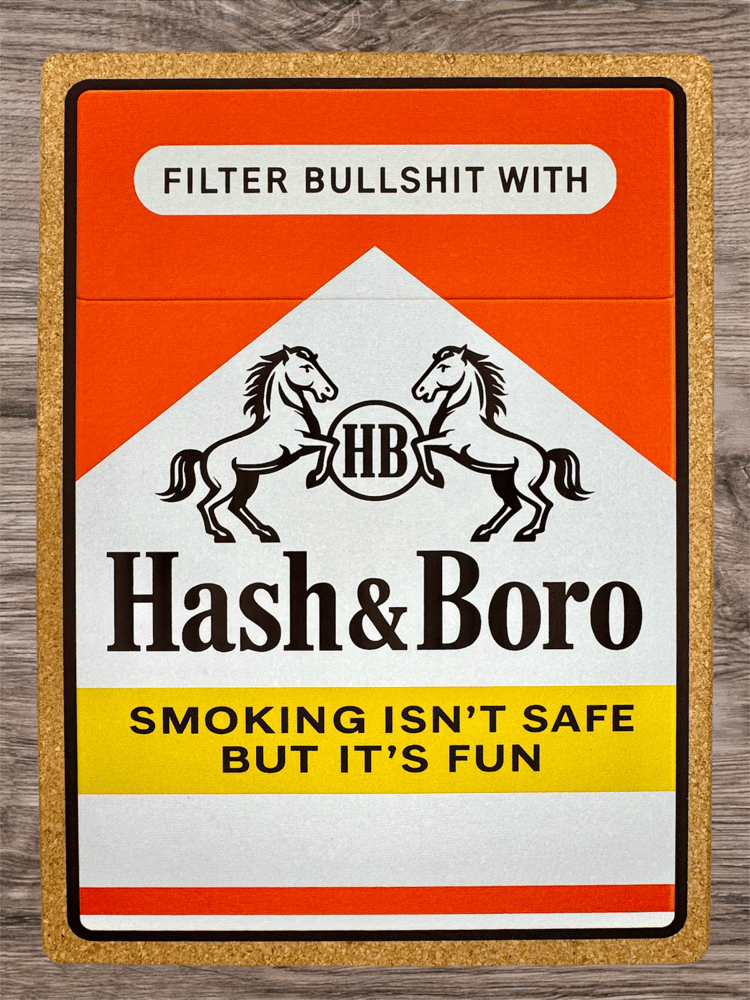 FILTER BULLSHIT WITH
HB
Hash&Boro
SMOKING ISN'T SAFE
BUT IT'S FUN